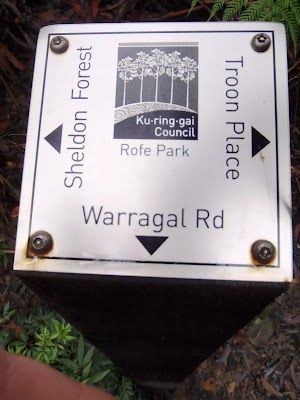 Ku-ring-gai
Council
Rofe Park
Sheldon Forest
Troon Place
Warragal Rd